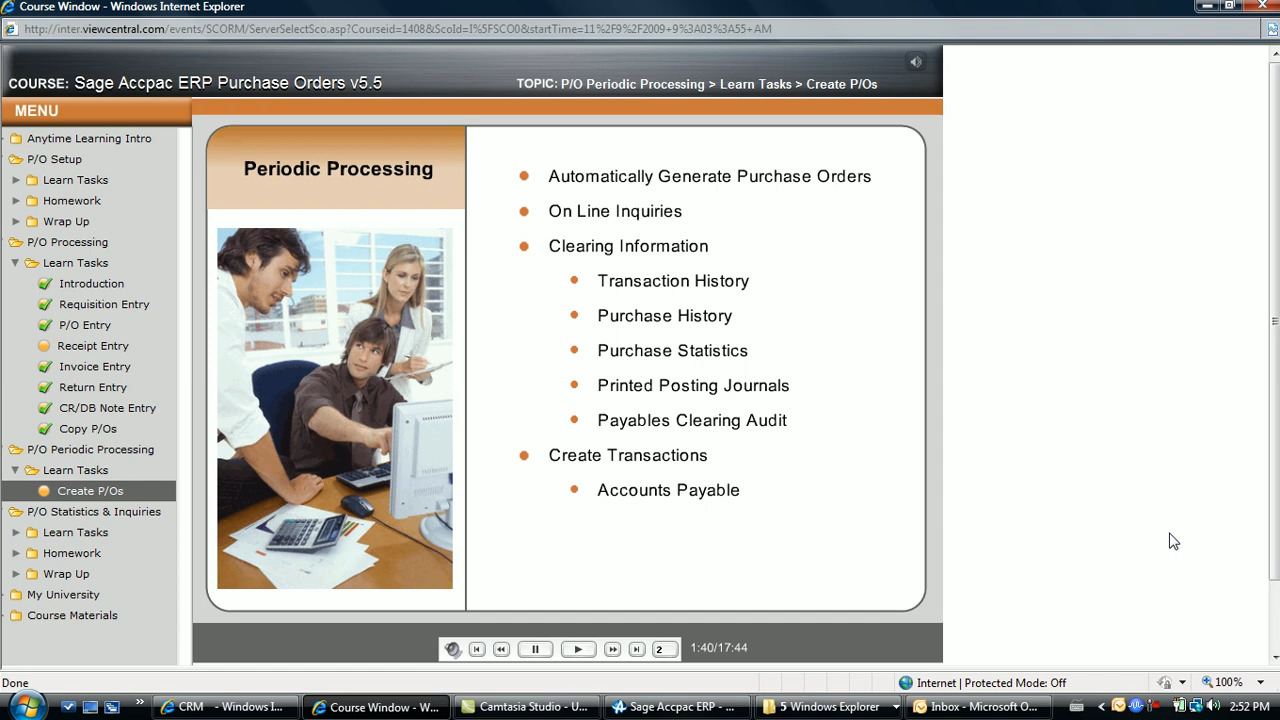 Course Window - Windows Internet Explorer
http://inter.viewcentral.com/events/SCORM/ServerSelectSco.asp?Courseid=1408&ScoId=I%5FSCO0&startTime=11%2F9%2F2009+9%3A03%3A55+AM
COURSE: Sage Accpac ERP Purchase Orders v5.5
TOPIC: P/O Periodic Processing > Learn Tasks > Create P/Os
MENU
Anytime Learning Intro
P/O Setup
Learn Tasks
Homework
Wrap Up
P/O Processing
Learn Tasks
Introduction
Requisition Entry
P/O Entry
Receipt Entry
Invoice Entry
Return Entry
CR/DB Note Entry
Copy P/Os
P/O Periodic Processing
Learn Tasks
Create P/Os
P/O Statistics & Inquiries
Learn Tasks
Homework
Wrap Up
My University
Course Materials
Periodic Processing
Automatically Generate Purchase Orders
On Line Inquiries
Clearing Information
Transaction History
Purchase History
Purchase Statistics
Printed Posting Journals
Payables Clearing Audit
Create Transactions
Accounts Payable
2
1:40/17:44
Done
Internet | Protected Mode: Off
100%
CRM - Windows I...
Course Window - W...
Camtasia Studio - U...
Sage Accpac ERP - ...
5 Windows Explorer
Inbox - Microsoft O...
2:52 PM